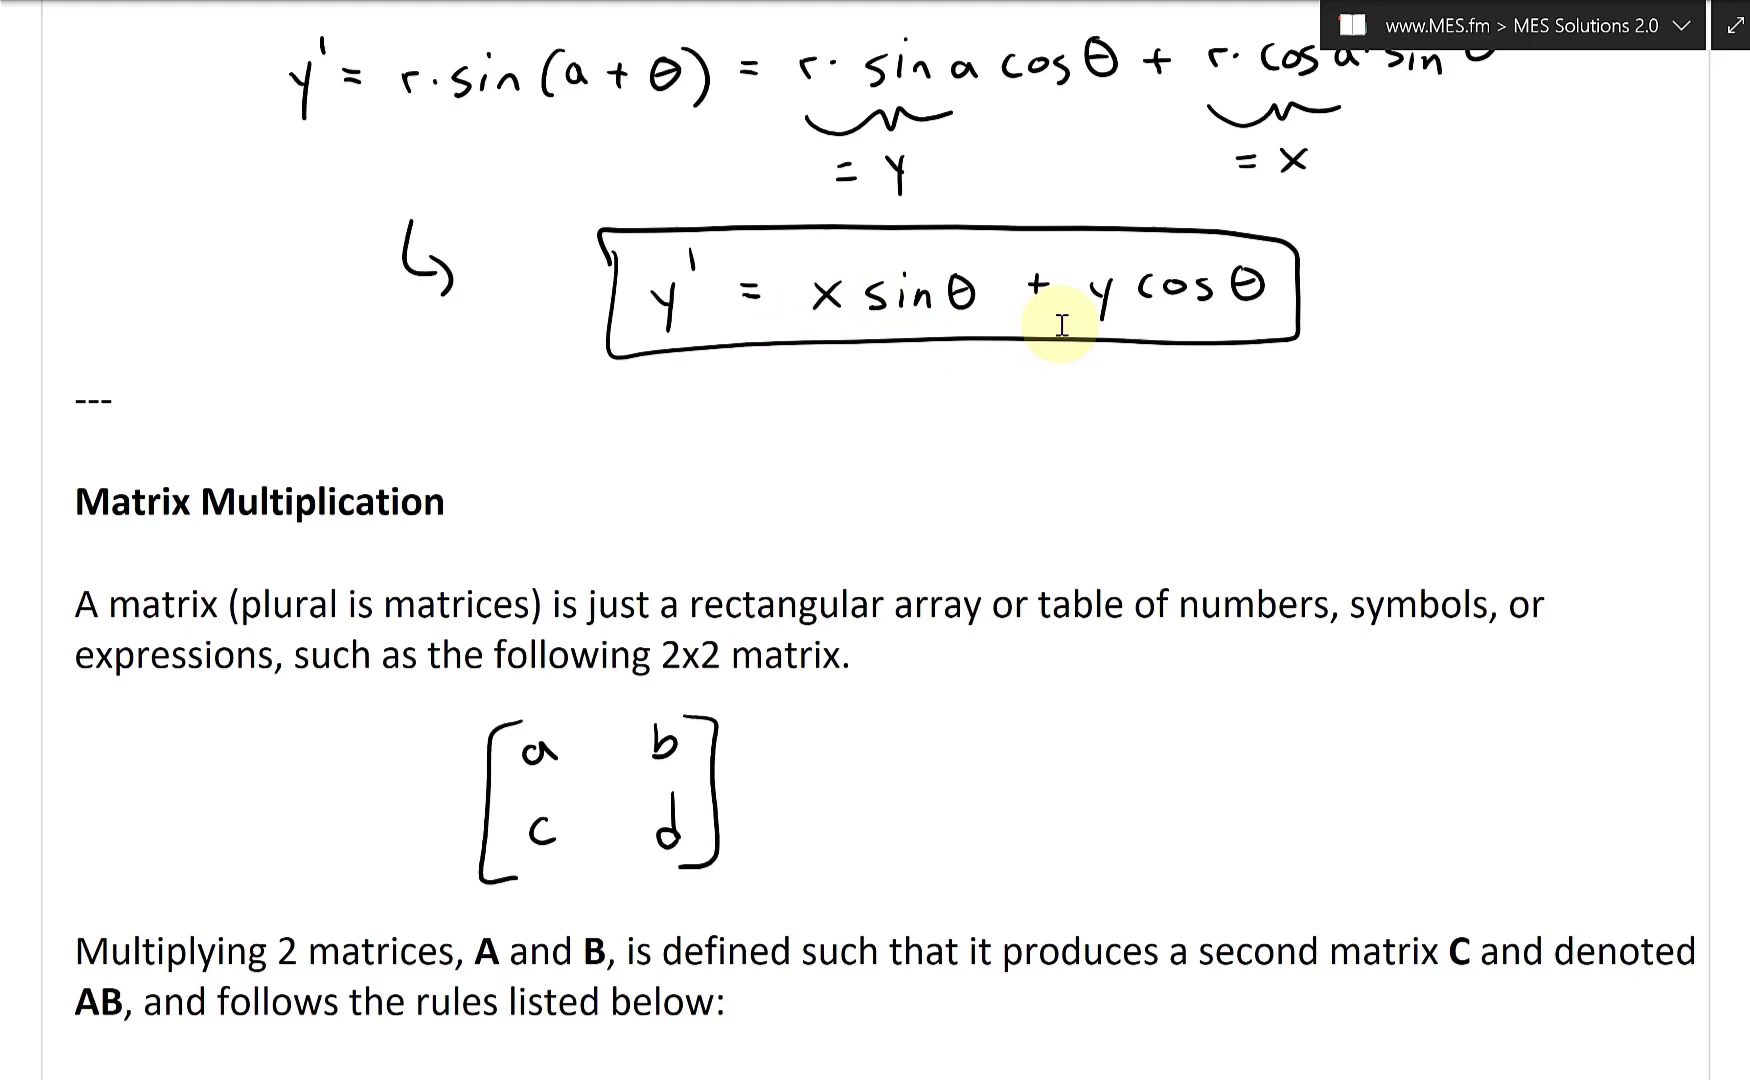 www.MES.fm > MES Solutions 2.0
y' = r·sin(a + θ) = r· sin a cos θ + r· cos a· sin θ
= Y = X
y' = x sin θ + y cos θ
---
Matrix Multiplication
A matrix (plural is matrices) is just a rectangular array or table of numbers, symbols, or
expressions, such as the following 2x2 matrix.
a b
c d
Multiplying 2 matrices, A and B, is defined such that it produces a second matrix C and denoted
AB, and follows the rules listed below: